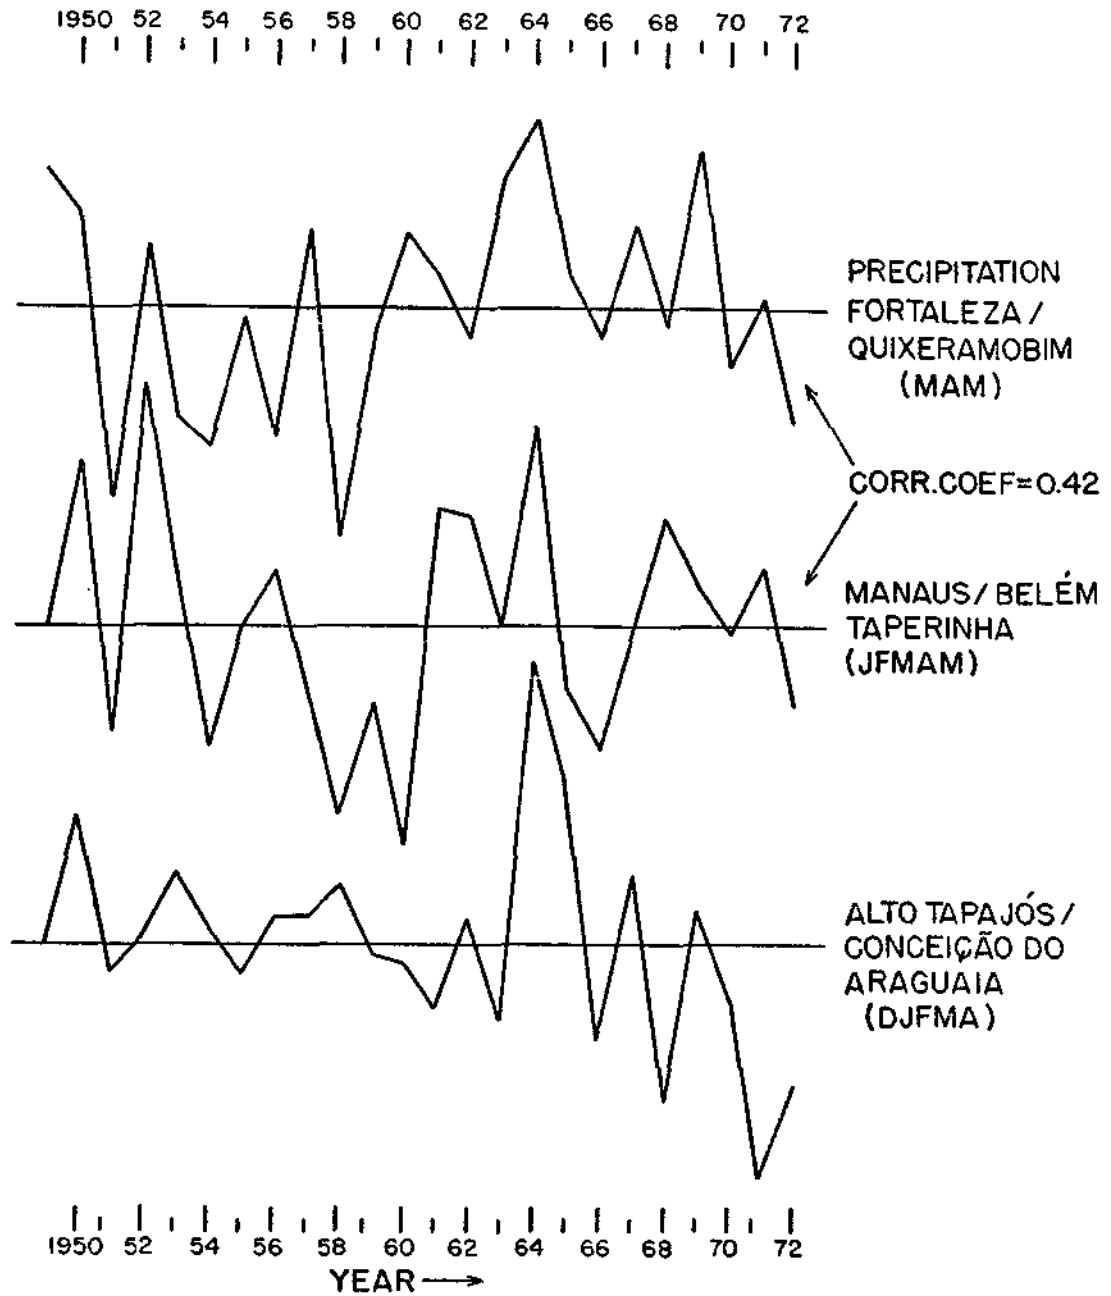 1950 52 54 56 58 60 62 64 66 68 70 72
PRECIPITATION
FORTALEZA/
QUIXERAMOBIM
(MAM)
CORR.COEF=0.42
MANAUS/BELÉM
TAPERINHA
(JFMAM)
ALTO TAPAJÓS/
CONCEIÇÃO DO
ARAGUAIA
(DJFMA)
1950 52 54 56 58 60 62 64 66 68 70 72
YEAR